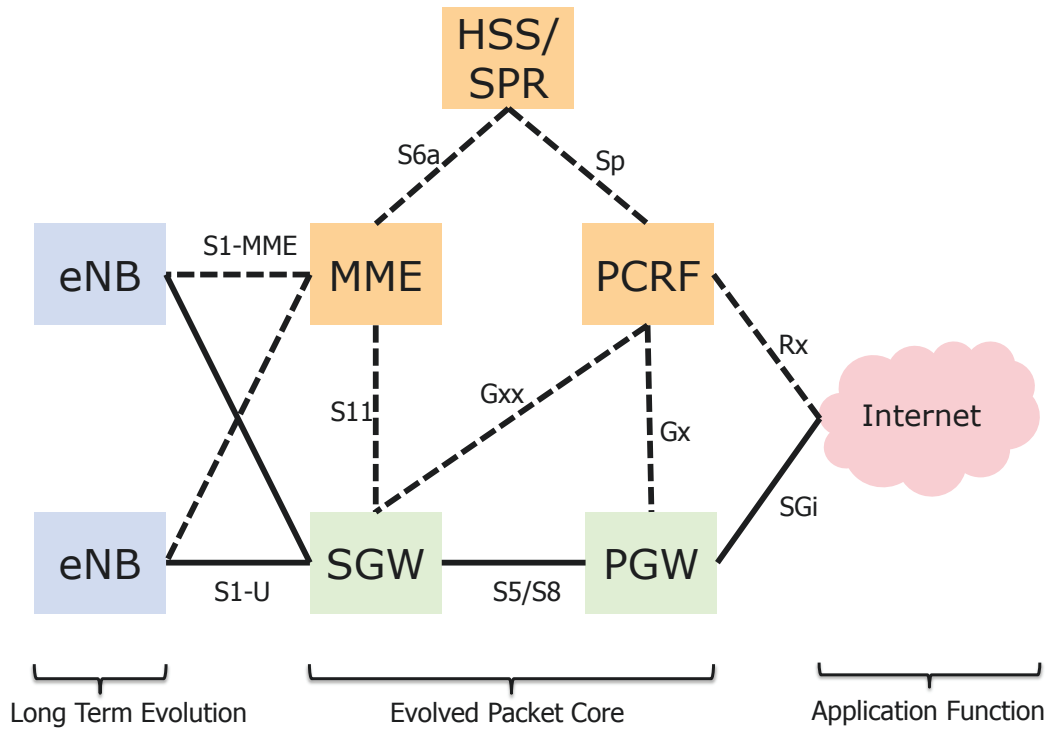 HSS/
SPR
S6a
Sp
S1-MME
eNB
MME
PCRF
Rx
S11
Gxx
Gx
Internet
SGi
eNB
SGW
PGW
S1-U
S5/S8
Long Term Evolution
Evolved Packet Core
Application Function